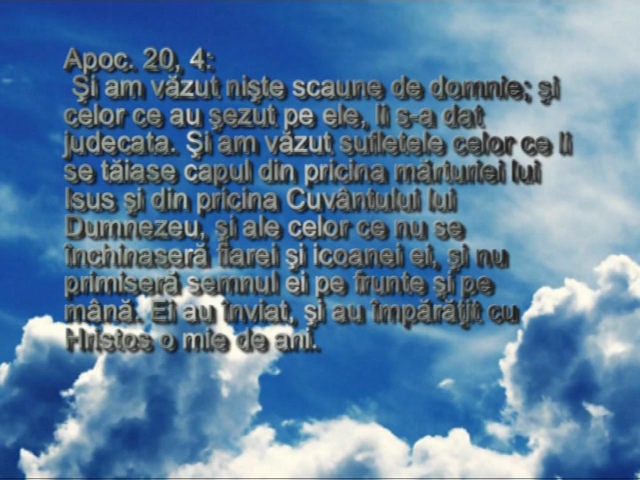 Apoc. 20, 4:
Şi am văzut nişte scaune de domnie; şi
celor ce au şezut pe ele, li s-a dat
judecata. Şi am văzut sufletele celor ce li
se tăiase capul din pricina mărturiei lui
Isus şi din pricina Cuvântului lui
Dumnezeu, şi ale celor ce nu se
închinaseră fiarei şi icoanei ei, şi nu
primiseră semnul ei pe frunte şi pe
mână. Ei au înviat, şi au împărăţit cu
Hristos o mie de ani.